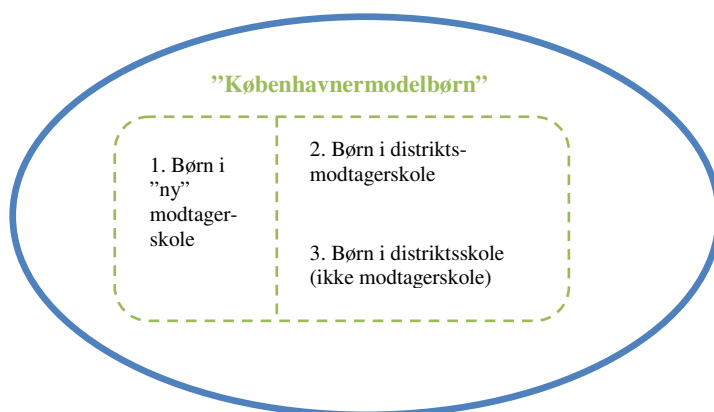 ”Københavnermodelbørn”
1. Børn i
”ny”
modtager-
skole
2. Børn i distrikts-
modtagerskole
3. Børn i distriktsskole
(ikke modtagerskole)